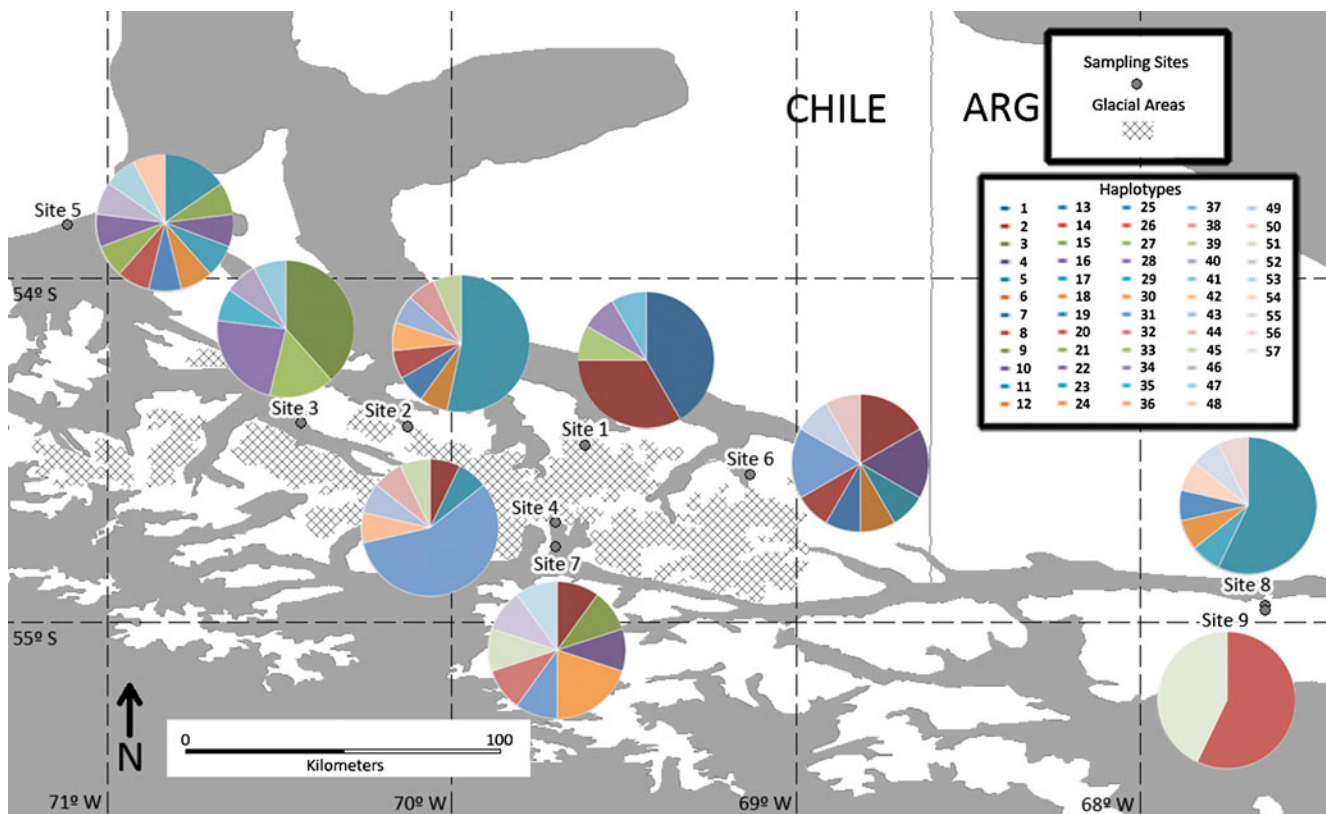 CHILE
ARG
Sampling Sites
Glacial Areas
Haplotypes
1 13 25 37 49
2 14 26 38 50
3 15 27 39 51
4 16 28 40 52
5 17 29 41 53
6 18 30 42 54
7 19 31 43 55
8 20 32 44 56
9 21 33 45 57
10 22 34 46
11 23 35 47
12 24 36 48
Site 5
54º S
Site 3
Site 2
Site 1
Site 6
Site 4
Site 7
Site 8
Site 9
55º S
N
0 100
Kilometers
71º W
70º W
69º W
68º W